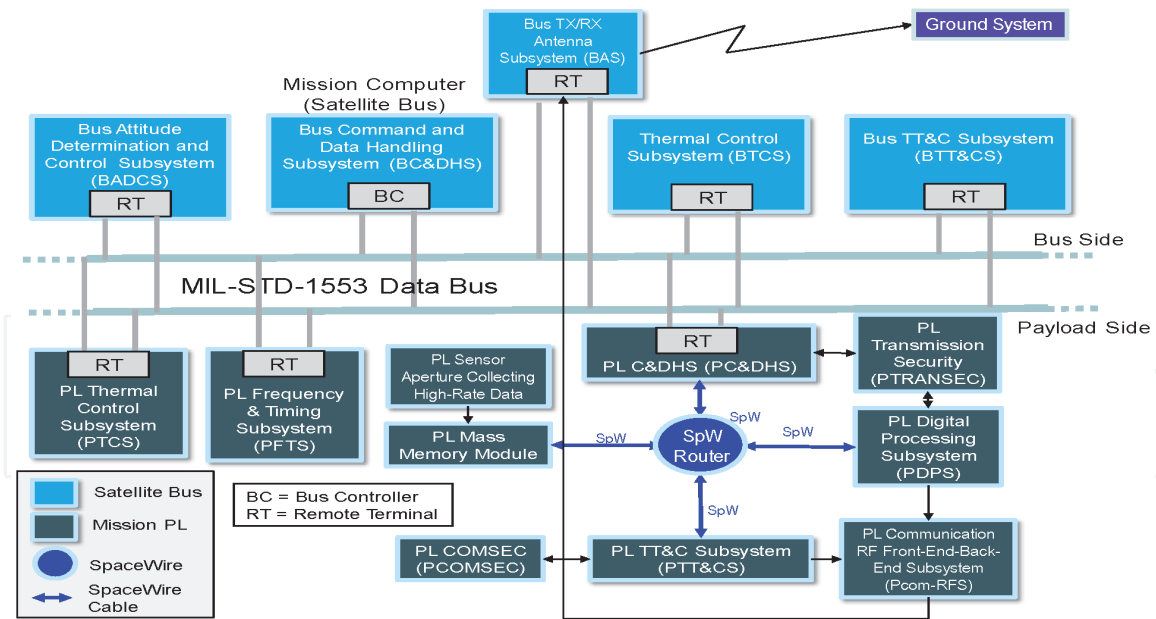 Bus TX/RX
Antenna
Subsystem (BAS)
RT
Ground System
Mission Computer
(Satellite Bus)
Bus Attitude
Determination and
Control Subsystem
(BADCS)
RT
Bus Command and
Data Handling
Subsystem (BC&DHS)
BC
Thermal Control
Subsystem (BTCS)
RT
Bus TT&C Subsystem
(BTT&CS)
RT
Bus Side
MIL-STD-1553 Data Bus
Payload Side
RT
PL Thermal
Control
Subsystem
(PTCS)
RT
PL Frequency
& Timing
Subsystem
(PFTS)
PL Sensor
Aperture Collecting
High-Rate Data
PL Mass
Memory Module
RT
PL C&DHS (PC&DHS)
PL
Transmission
Security
(PTRANSEC)
SpW
SpW
SpW
Router
SpW
PL Digital
Processing
Subsystem
(PDPS)
SpW
Satellite Bus
Mission PL
SpaceWire
SpaceWire
Cable
BC = Bus Controller
RT = Remote Terminal
PL COMSEC
(PCOMSEC)
PL TT&C Subsystem
(PTT&CS)
PL Communication
RF Front-End-Back-
End Subsystem
(Pcom-RFS)